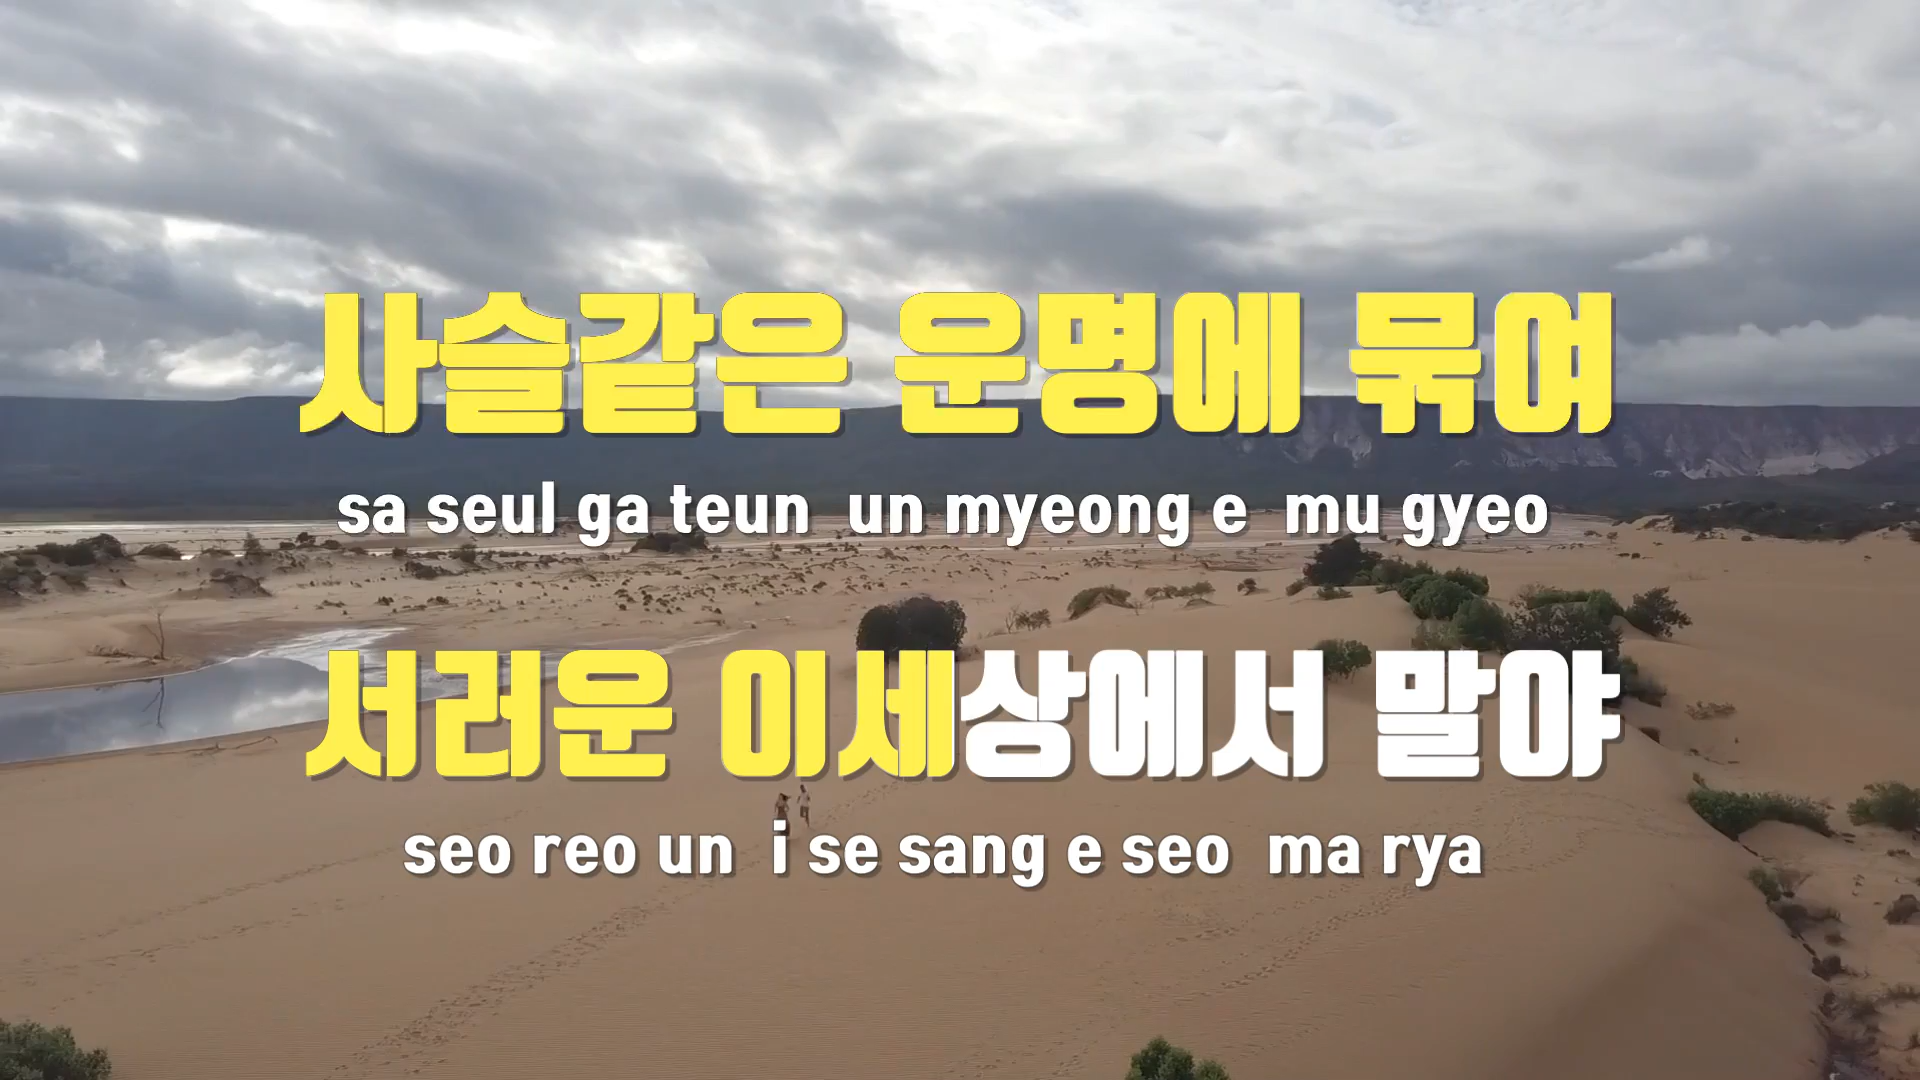 사슬같은 운명에 묶여
sa seul ga teun un myeong e mu gyeo
서러운 이세상에서 말야
seo reo un i se sang e seo ma rya